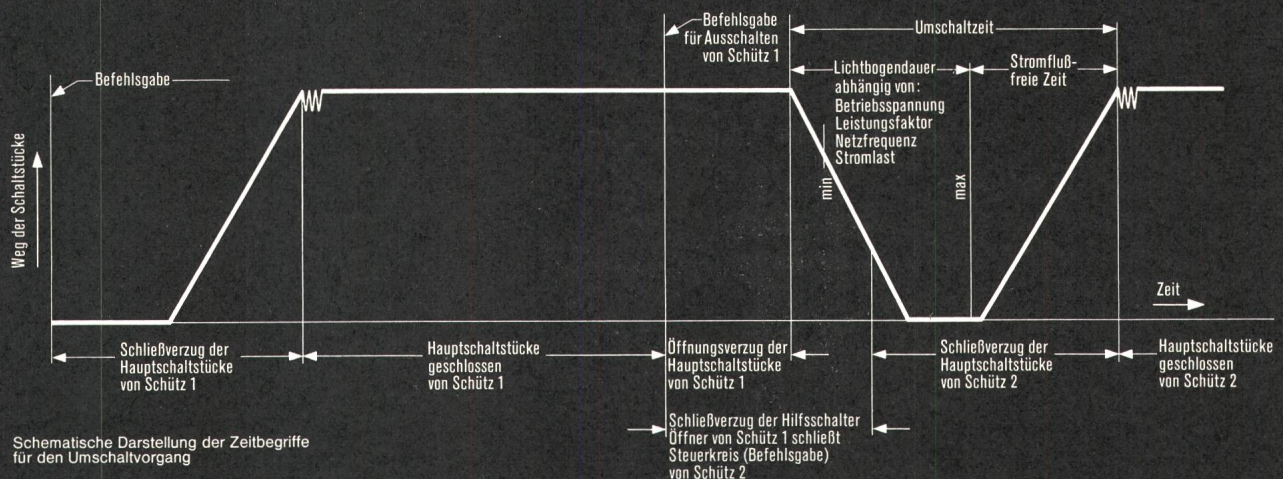 Befehlsgabe
für Ausschalten
von Schütz 1
Umschaltzeit
Befehlsgabe
Lichtbogendauer
abhängig von:
Betriebsspannung
Leistungsfaktor
Netzfrequenz
Stromlast
Stromfluß-
freie Zeit
min
max
Weg der Schaltstücke
Zeit
Schließverzug der
Hauptschaltstücke
von Schütz 1
Hauptschaltstücke
geschlossen
von Schütz 1
Öffnungsverzug der
Hauptschaltstücke
von Schütz 1
Schließverzug der
Hauptschaltstücke
von Schütz 2
Hauptschaltstücke
geschlossen
von Schütz 2
Schließverzug der Hilfsschalter
Öffner von Schütz 1 schließt
Steuerkreis (Befehlsgabe)
von Schütz 2
Schematische Darstellung der Zeitbegriffe
für den Umschaltvorgang